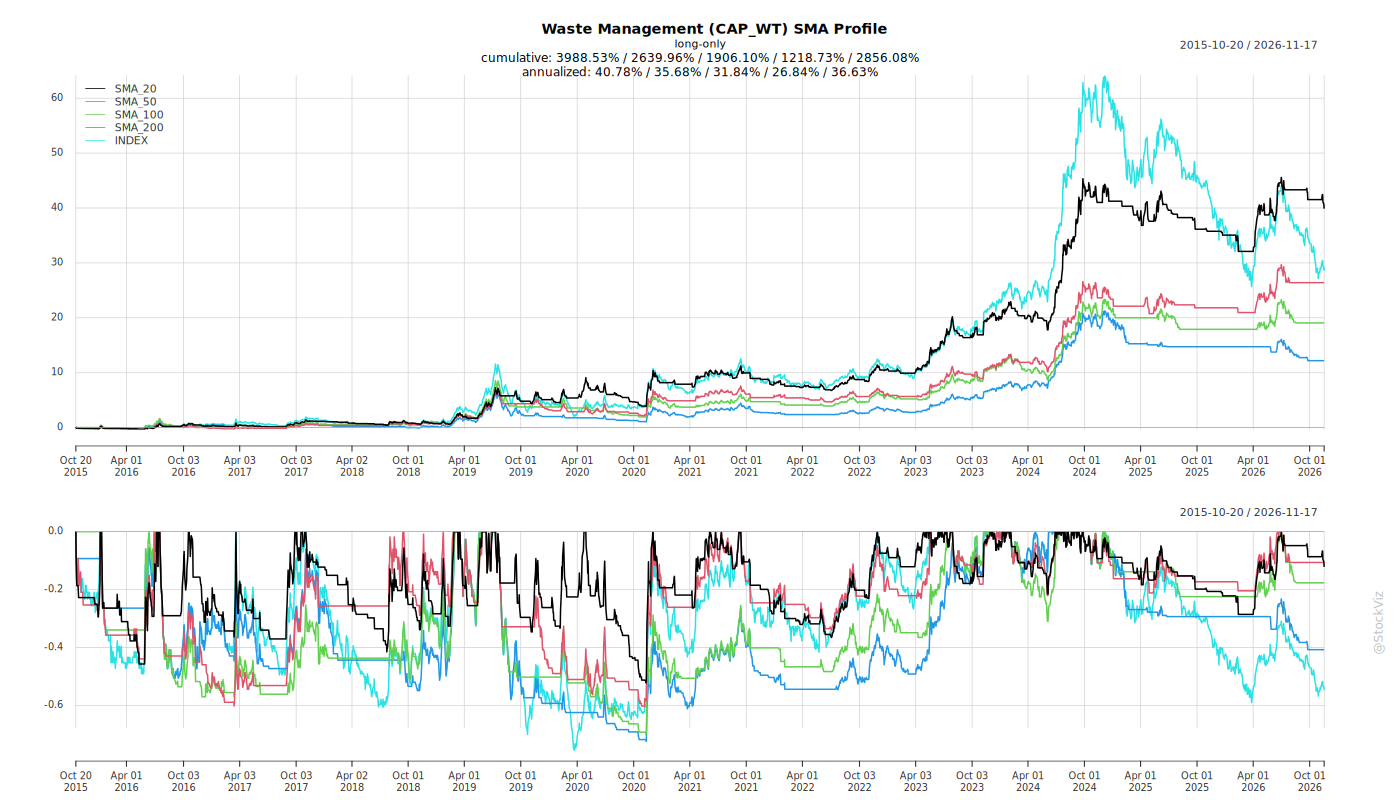 Waste Management (CAP_WT) SMA Profile
long-only
cumulative: 3988.53% / 2639.96% / 1906.10% / 1218.73% / 2856.08%
annualized: 40.78% / 35.68% / 31.84% / 26.84% / 36.63%
2015-10-20 / 2026-11-17
SMA_20
SMA_50
SMA_100
SMA_200
INDEX
60
50
40
30
20
10
0
Oct 20 Apr 01 Oct 03 Apr 03 Oct 03 Apr 02 Oct 01 Apr 01 Oct 01 Apr 01 Oct 01 Apr 01 Oct 01 Apr 01 Oct 03 Apr 03 Oct 03 Apr 01 Oct 01 Apr 01 Oct 01 Apr 01 Oct 01
2015 2016 2016 2017 2017 2018 2018 2019 2019 2020 2020 2021 2021 2022 2022 2023 2023 2024 2024 2025 2025 2026 2026
2015-10-20 / 2026-11-17
0.0
-0.2
-0.4
-0.6
Oct 20 Apr 01 Oct 03 Apr 03 Oct 03 Apr 02 Oct 01 Apr 01 Oct 01 Apr 01 Oct 01 Apr 01 Oct 01 Apr 01 Oct 03 Apr 03 Oct 03 Apr 01 Oct 01 Apr 01 Oct 01 Apr 01 Oct 01
2015 2016 2016 2017 2017 2018 2018 2019 2019 2020 2020 2021 2021 2022 2022 2023 2023 2024 2024 2025 2025 2026 2026
@StockViz